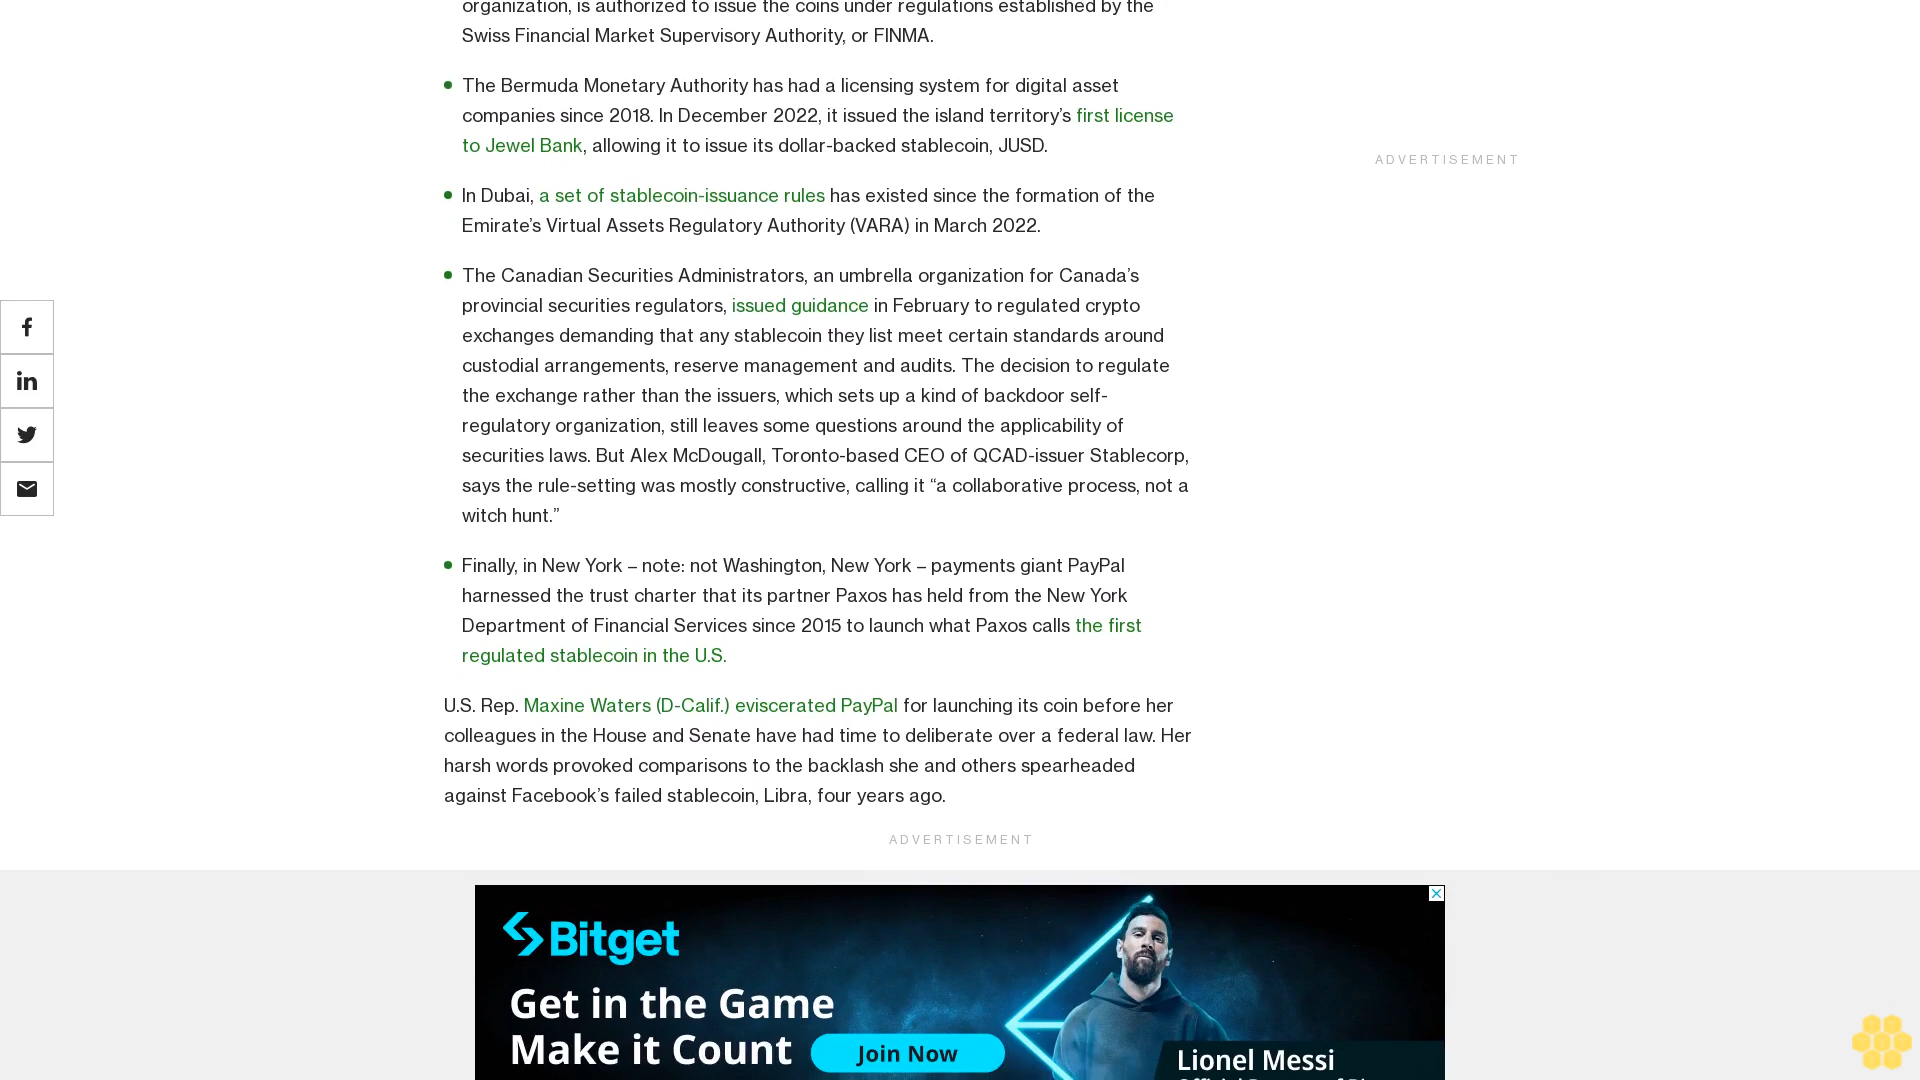 organization, is authorized to issue the coins under regulations established by the
Swiss Financial Market Supervisory Authority, or FINMA.
The Bermuda Monetary Authority has had a licensing system for digital asset
companies since 2018. In December 2022, it issued the island territory’s first license
to Jewel Bank, allowing it to issue its dollar-backed stablecoin, JUSD.
ADVERTISEMENT
In Dubai, a set of stablecoin-issuance rules has existed since the formation of the
Emirate’s Virtual Assets Regulatory Authority (VARA) in March 2022.
The Canadian Securities Administrators, an umbrella organization for Canada’s
provincial securities regulators, issued guidance in February to regulated crypto
exchanges demanding that any stablecoin they list meet certain standards around
custodial arrangements, reserve management and audits. The decision to regulate
the exchange rather than the issuers, which sets up a kind of backdoor self-
regulatory organization, still leaves some questions around the applicability of
securities laws. But Alex McDougall, Toronto-based CEO of QCAD-issuer Stablecorp,
says the rule-setting was mostly constructive, calling it “a collaborative process, not a
witch hunt.”
Finally, in New York – note: not Washington, New York – payments giant PayPal
harnessed the trust charter that its partner Paxos has held from the New York
Department of Financial Services since 2015 to launch what Paxos calls the first
regulated stablecoin in the U.S.
U.S. Rep. Maxine Waters (D-Calif.) eviscerated PayPal for launching its coin before her
colleagues in the House and Senate have had time to deliberate over a federal law. Her
harsh words provoked comparisons to the backlash she and others spearheaded
against Facebook’s failed stablecoin, Libra, four years ago.
ADVERTISEMENT
Bitget
Get in the Game
Make it Count
Join Now
Lionel Messi